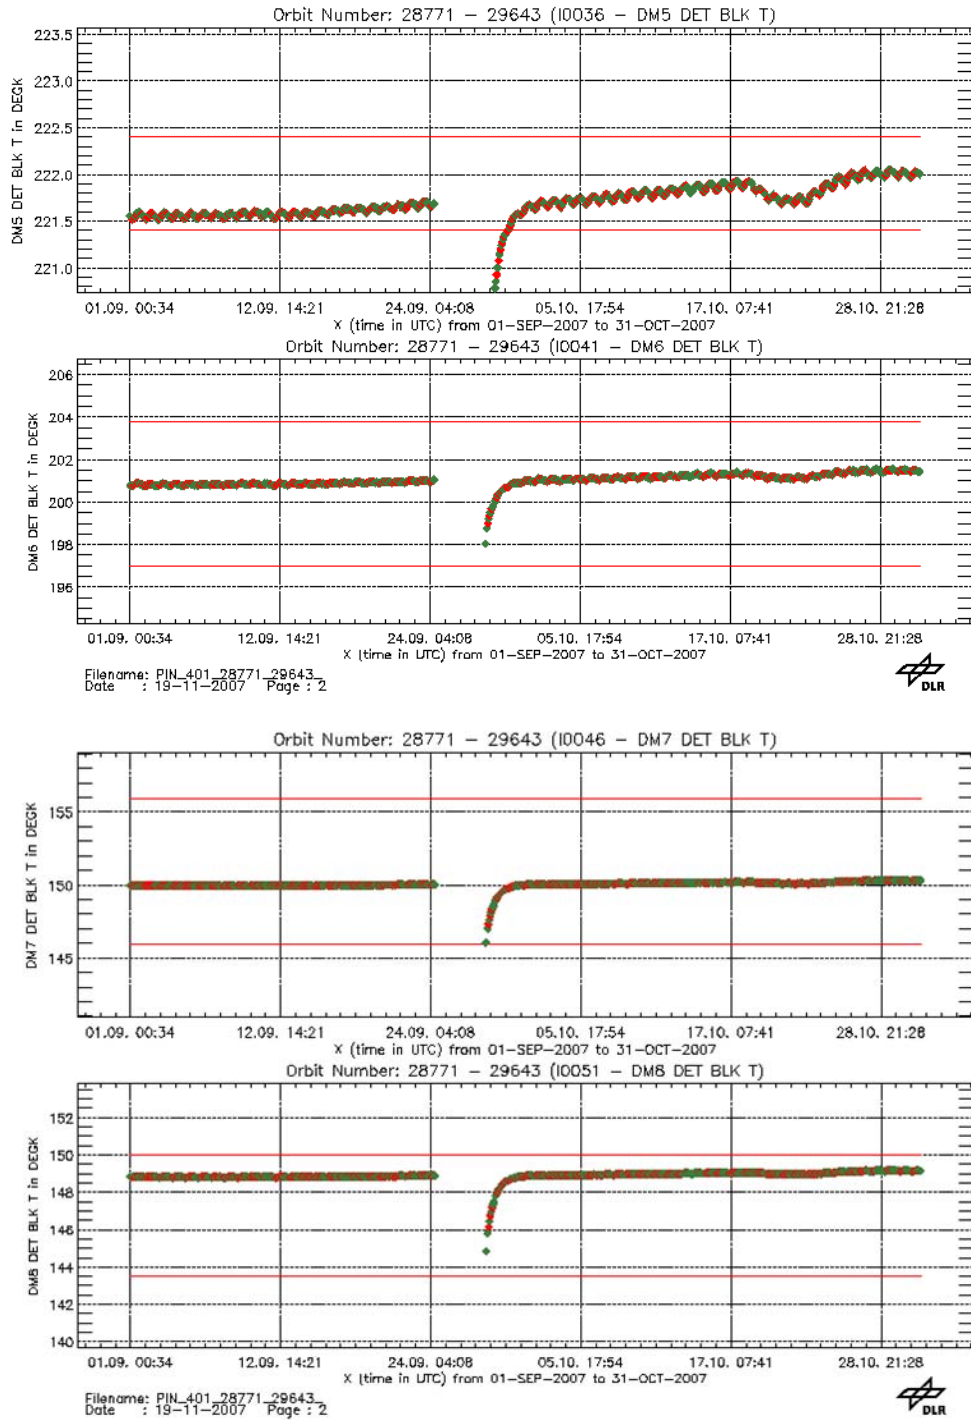 Orbit Number: 28771 - 29643 (I0036 - DM5 DET BLK T)
223.5
223.0
222.5
222.0
221.5
221.0
DM5 DET BLK T in DEGK
01.09. 00:34 12.09. 14:21 24.09. 04:08 05.10. 17:54 17.10. 07:41 28.10. 21:28
X (time in UTC) from 01-SEP-2007 to 31-OCT-2007
Orbit Number: 28771 - 29643 (I0041 - DM6 DET BLK T)
206
204
202
200
198
196
DM6 DET BLK T in DEGK
01.09. 00:34 12.09. 14:21 24.09. 04:08 05.10. 17:54 17.10. 07:41 28.10. 21:28
X (time in UTC) from 01-SEP-2007 to 31-OCT-2007
Filename: PIN_401_28771_29643_
Date : 19-11-2007 Page : 2
DLR
Orbit Number: 28771 - 29643 (I0046 - DM7 DET BLK T)
155
150
145
DM7 DET BLK T in DEGK
01.09. 00:34 12.09. 14:21 24.09. 04:08 05.10. 17:54 17.10. 07:41 28.10. 21:28
X (time in UTC) from 01-SEP-2007 to 31-OCT-2007
Orbit Number: 28771 - 29643 (I0051 - DM8 DET BLK T)
152
150
148
146
144
142
140
DM8 DET BLK T in DEGK
01.09. 00:34 12.09. 14:21 24.09. 04:08 05.10. 17:54 17.10. 07:41 28.10. 21:28
X (time in UTC) from 01-SEP-2007 to 31-OCT-2007
Filename: PIN_401_28771_29643_
Date : 19-11-2007 Page : 2
DLR